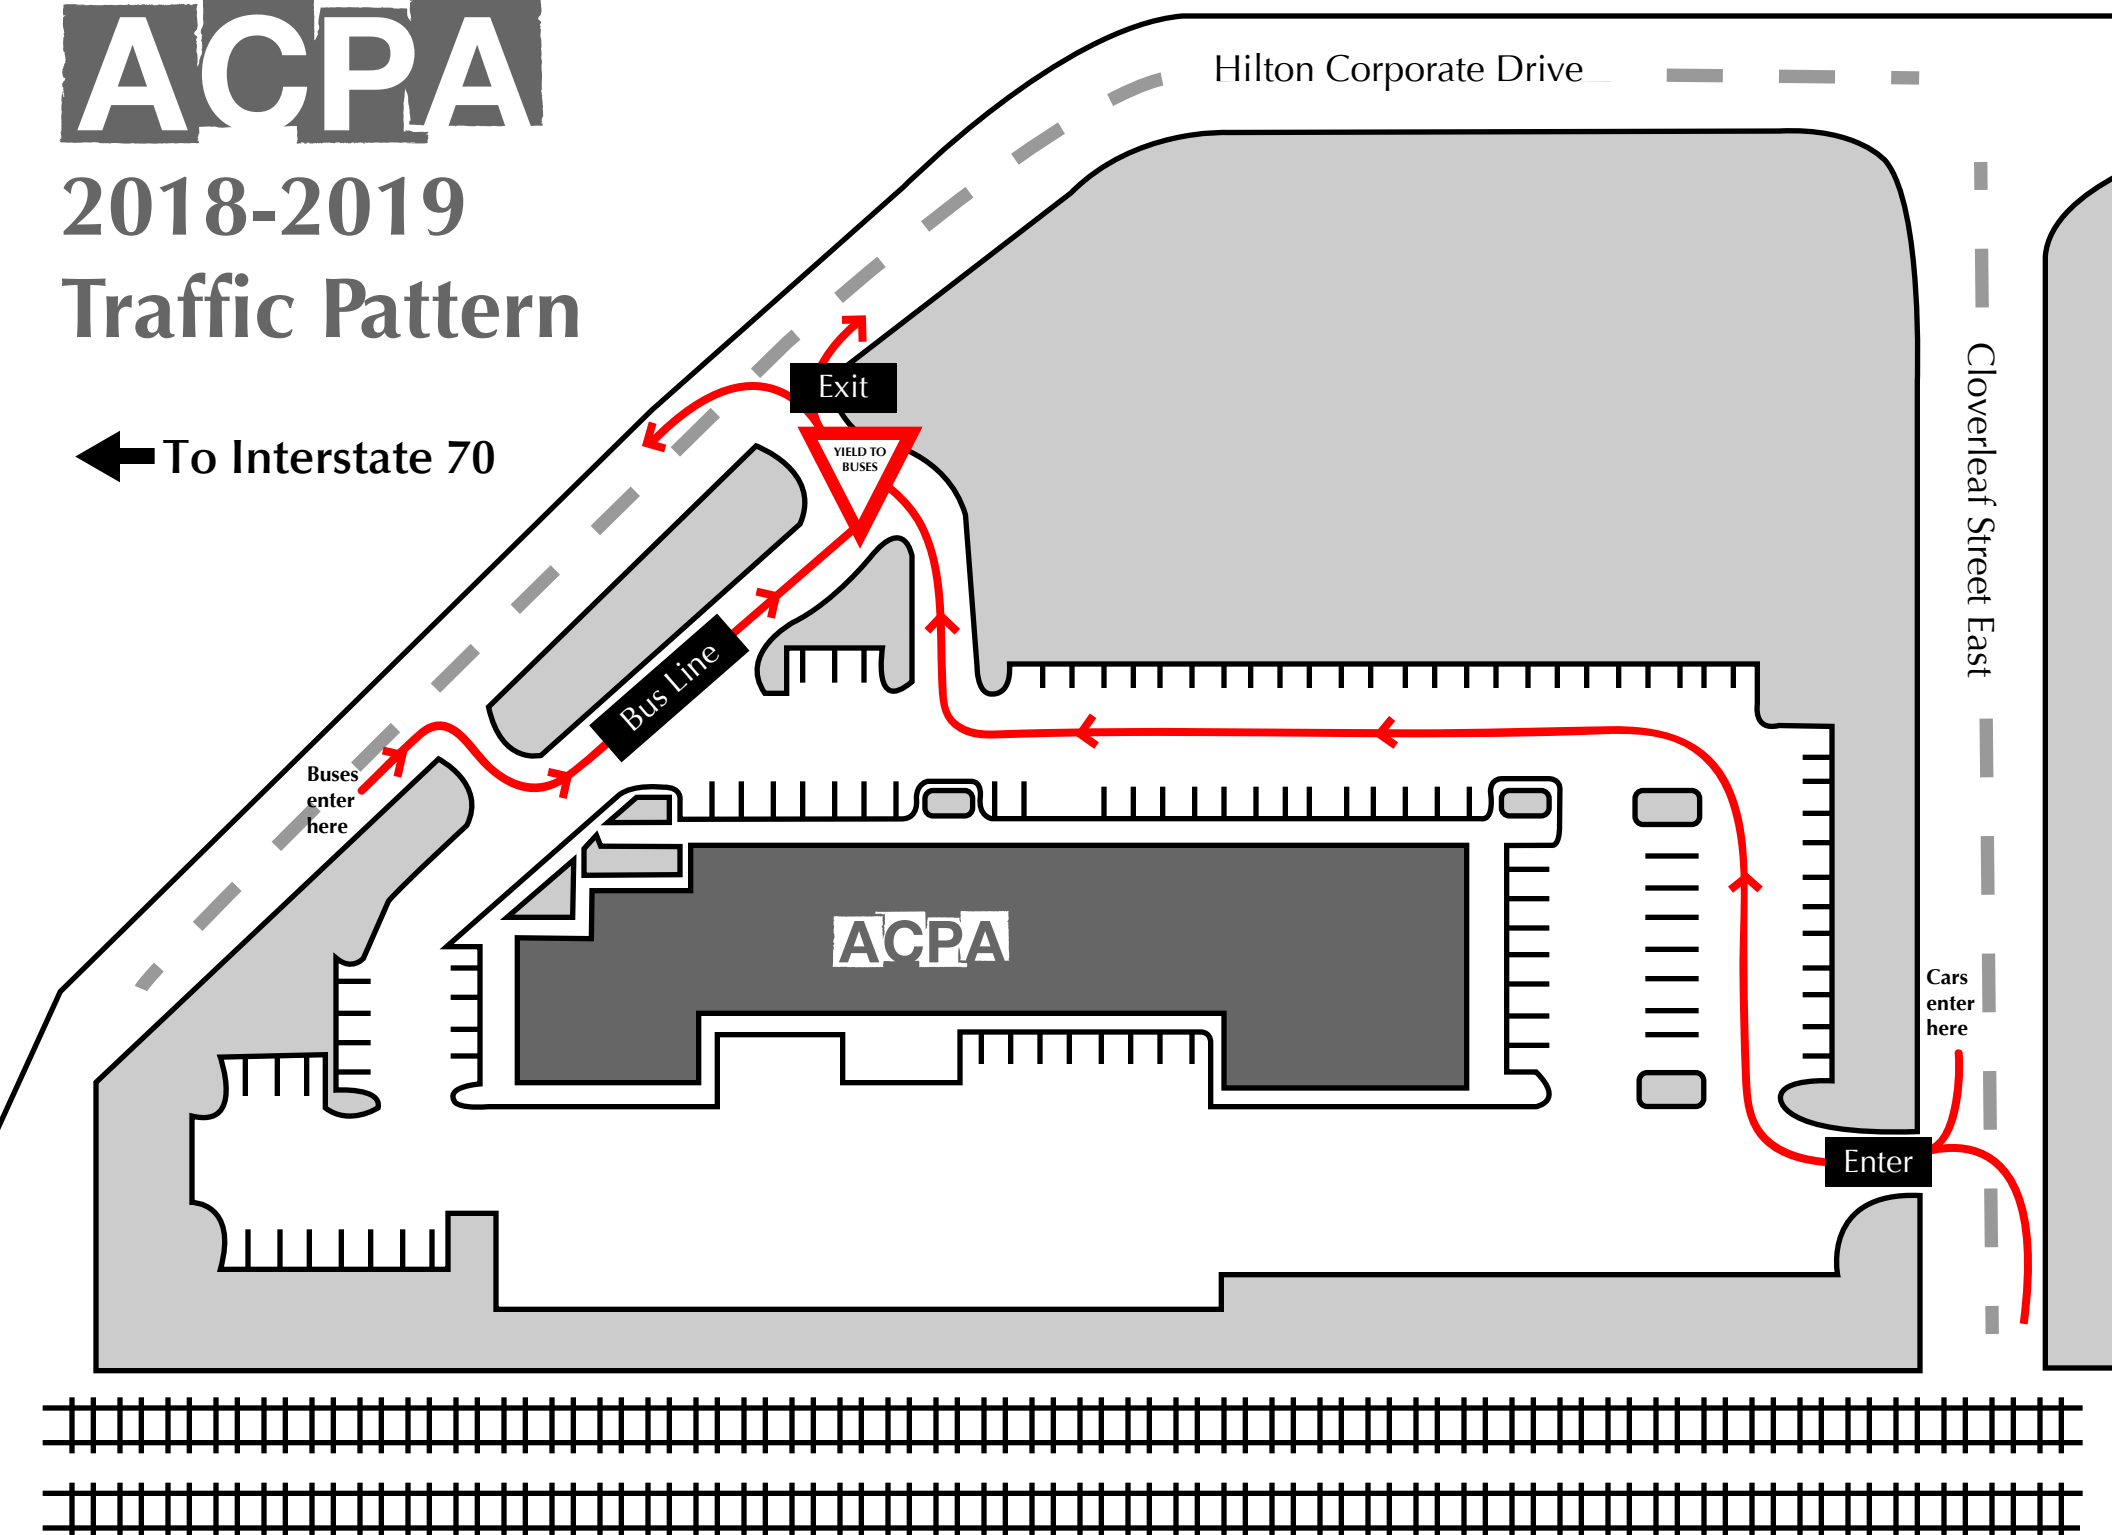 ACPA
2018-2019
Traffic Pattern
To Interstate 70
Hilton Corporate Drive
Cloverleaf Street East
Exit
YIELD TO
BUSES
Bus Line
Buses
enter
here
ACPA
Cars
enter
here
Enter